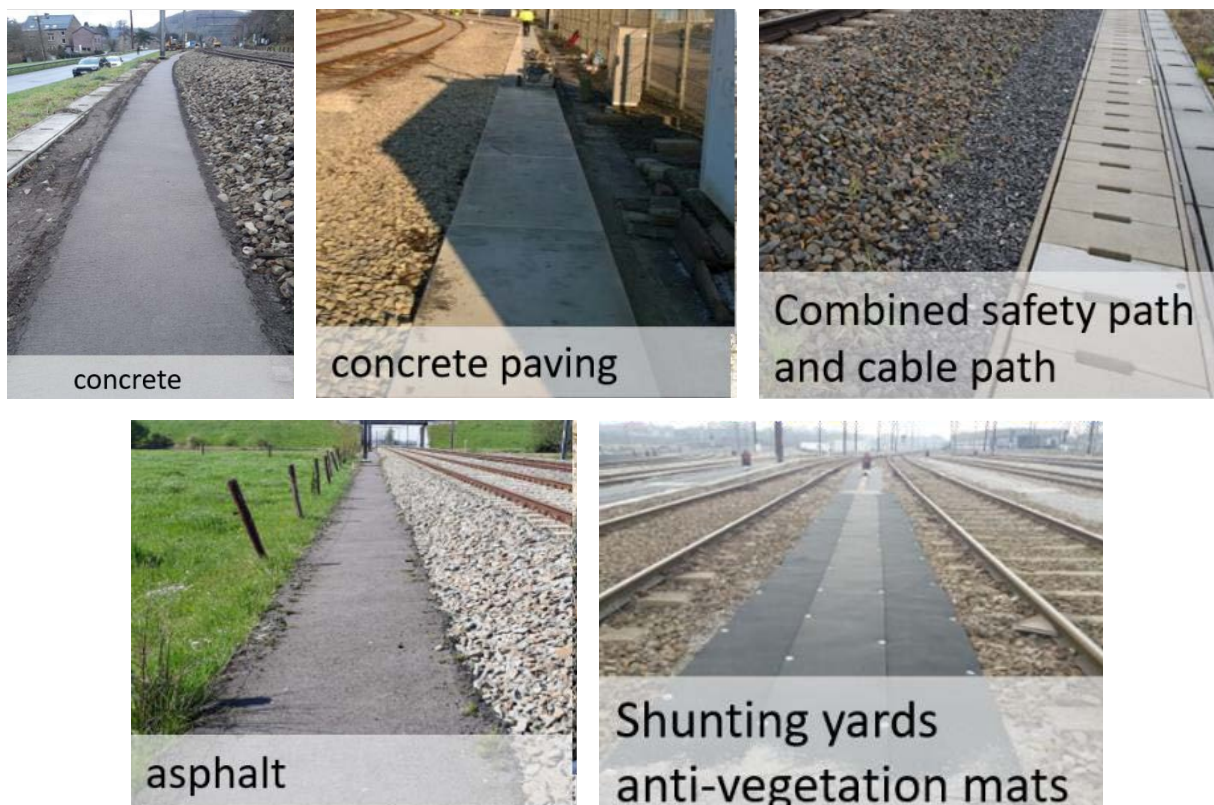 concrete
concrete paving
Combined safety path
and cable path
asphalt
Shunting yards
anti-vegetation mats